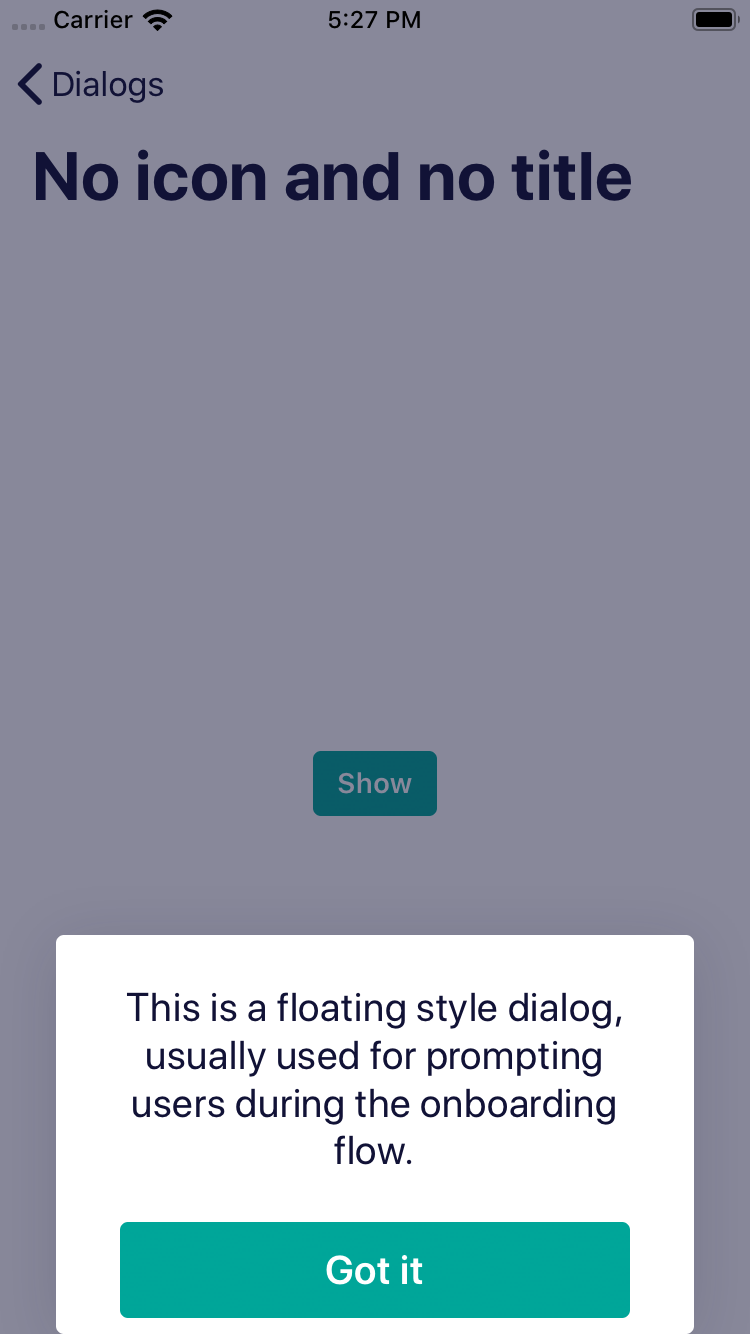 Carrier 5:27 PM
Dialogs
No icon and no title
Show
This is a floating style dialog,
usually used for prompting
users during the onboarding
flow.
Got it